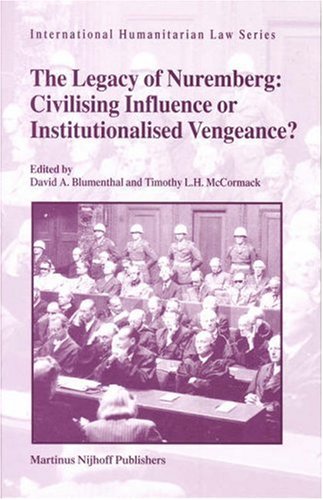 International Humanitarian Law Series
The Legacy of Nuremberg:
Civilising Influence or
Institutionalised Vengeance?
Edited by
David A. Blumenthal and Timothy L.H. McCormack
Martinus Nijhoff Publishers